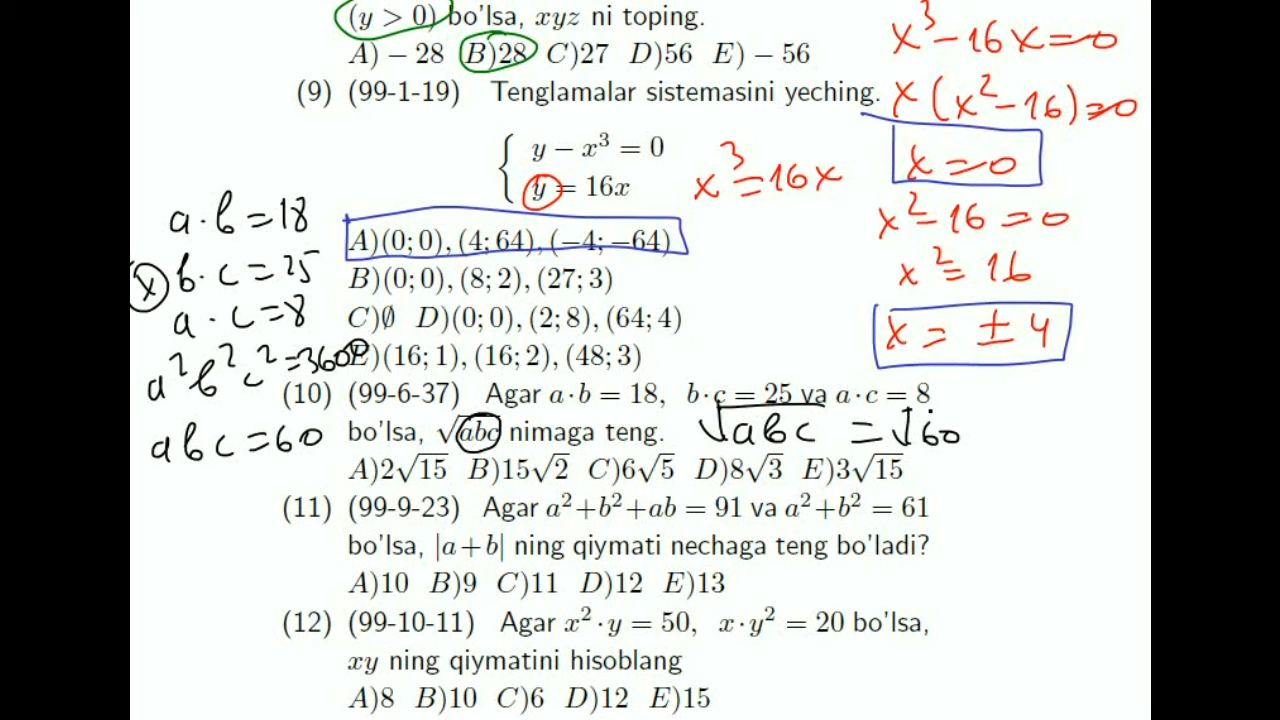 (y > 0) bo'lsa, xyz ni toping.
A) − 28 B)28 C)27 D)56 E) − 56
(9) (99-1-19) Tenglamalar sistemasini yeching.
{ y − x³ = 0
y = 16x
A)(0; 0), (4; 64), (−4; −64)
B)(0; 0), (8; 2), (27; 3)
C)∅ D)(0; 0), (2; 8), (64; 4)
E)(16; 1), (16; 2), (48; 3)
(10) (99-6-37) Agar a · b = 18, b · c = 25 va a · c = 8
bo'lsa, √abc nimaga teng.
A)2√15 B)15√2 C)6√5 D)8√3 E)3√15
(11) (99-9-23) Agar a²+b²+ab = 91 va a²+b² = 61
bo'lsa, |a+b| ning qiymati nechaga teng bo'ladi?
A)10 B)9 C)11 D)12 E)13
(12) (99-10-11) Agar x² · y = 50, x · y² = 20 bo'lsa,
xy ning qiymatini hisoblang
A)8 B)10 C)6 D)12 E)15
x³ − 16x = 0
x (x² − 16) = 0
x = 0
x² − 16 = 0
x² = 16
x = ± 4
x³ = 16x
a · b = 18
x b · c = 25
a · c = 8
a² b² c² = 3600
abc = 60
√abc = √60